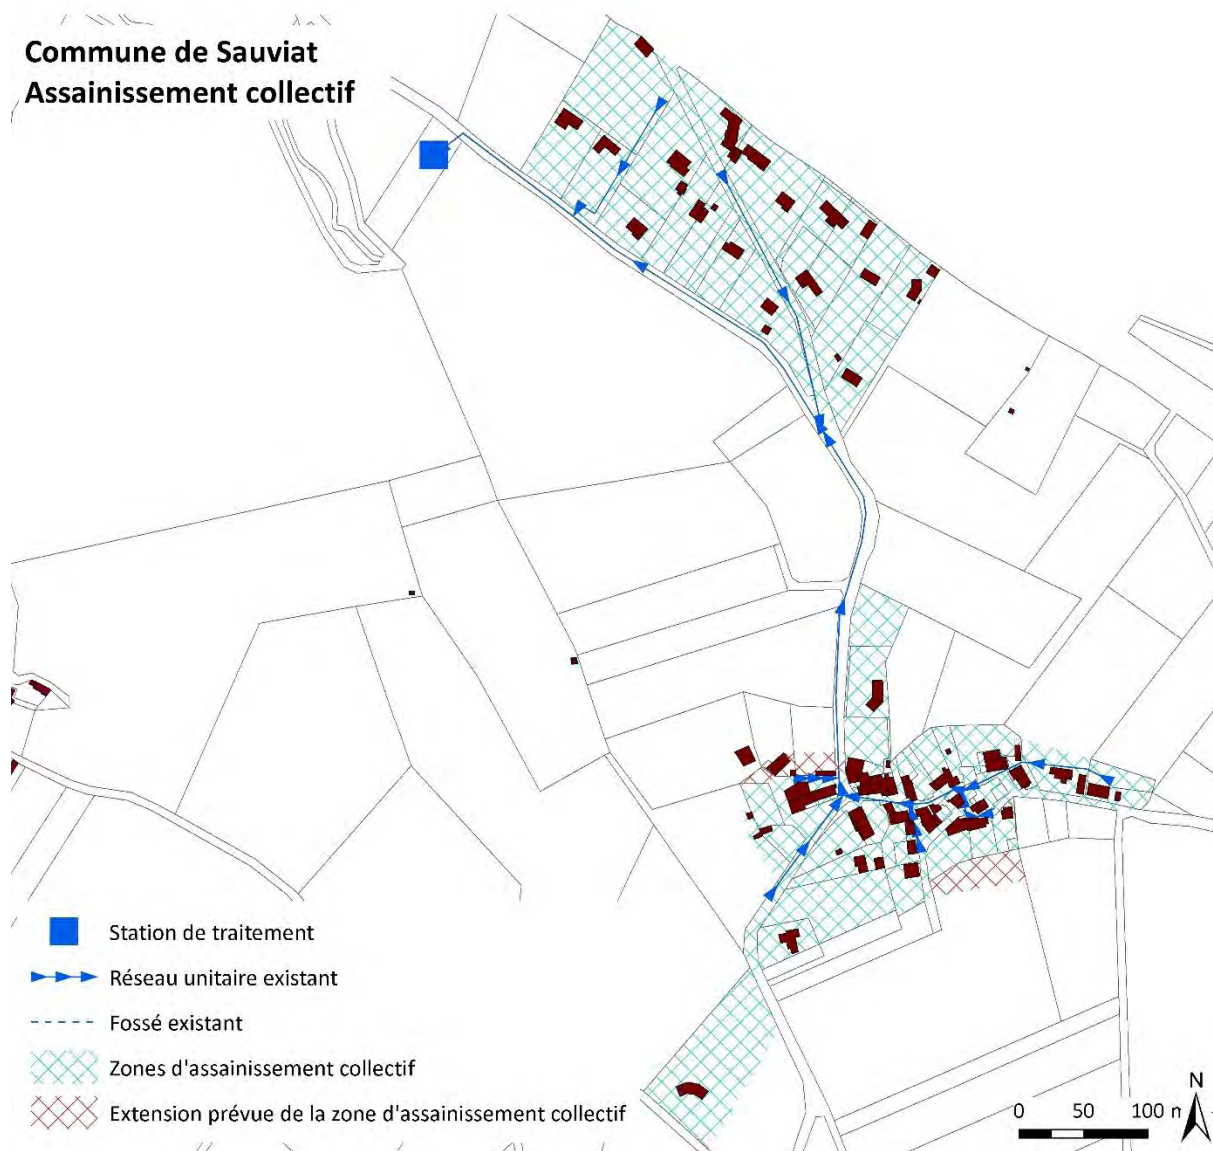 Commune de Sauviat
Assainissement collectif
Station de traitement
Réseau unitaire existant
Fossé existant
Zones d'assainissement collectif
Extension prévue de la zone d'assainissement collectif
0 50 100 m
N